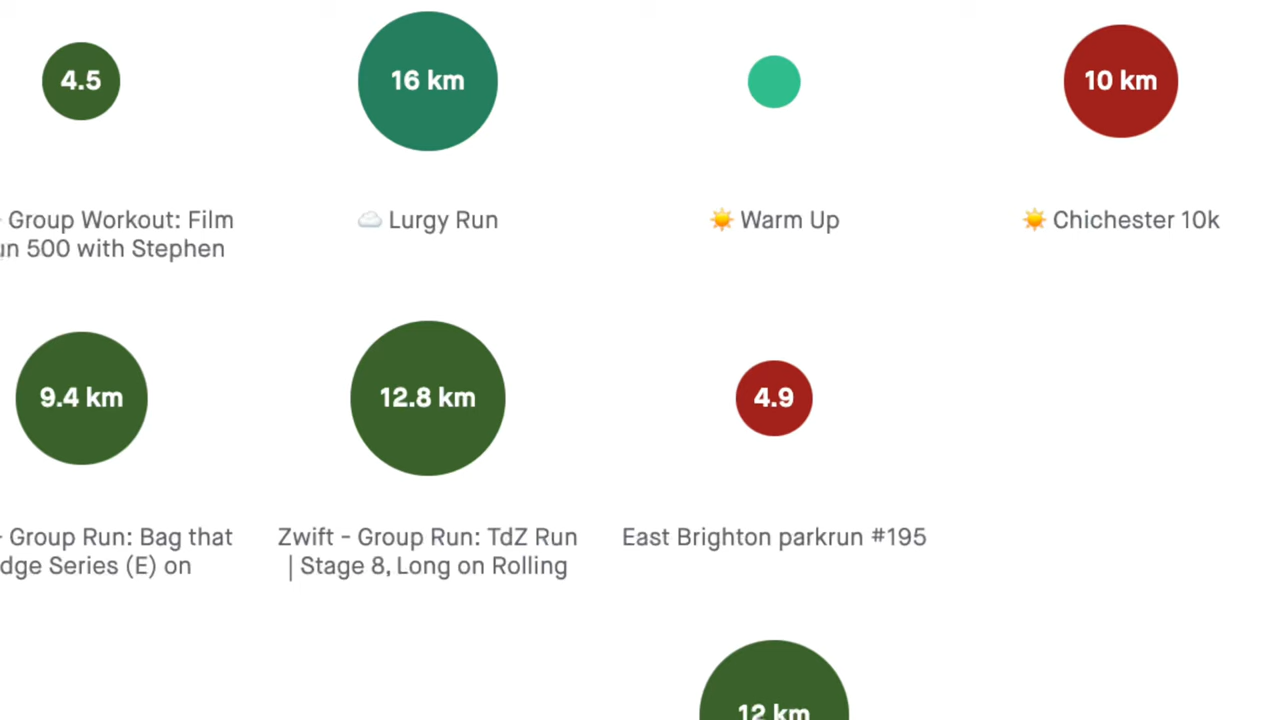 4.5
16 km
10 km
- Group Workout: Film
un 500 with Stephen
☁️ Lurgy Run
☀️ Warm Up
☀️ Chichester 10k
9.4 km
12.8 km
4.9
- Group Run: Bag that
dge Series (E) on
Zwift - Group Run: TdZ Run
| Stage 8, Long on Rolling
East Brighton parkrun #195
12 km